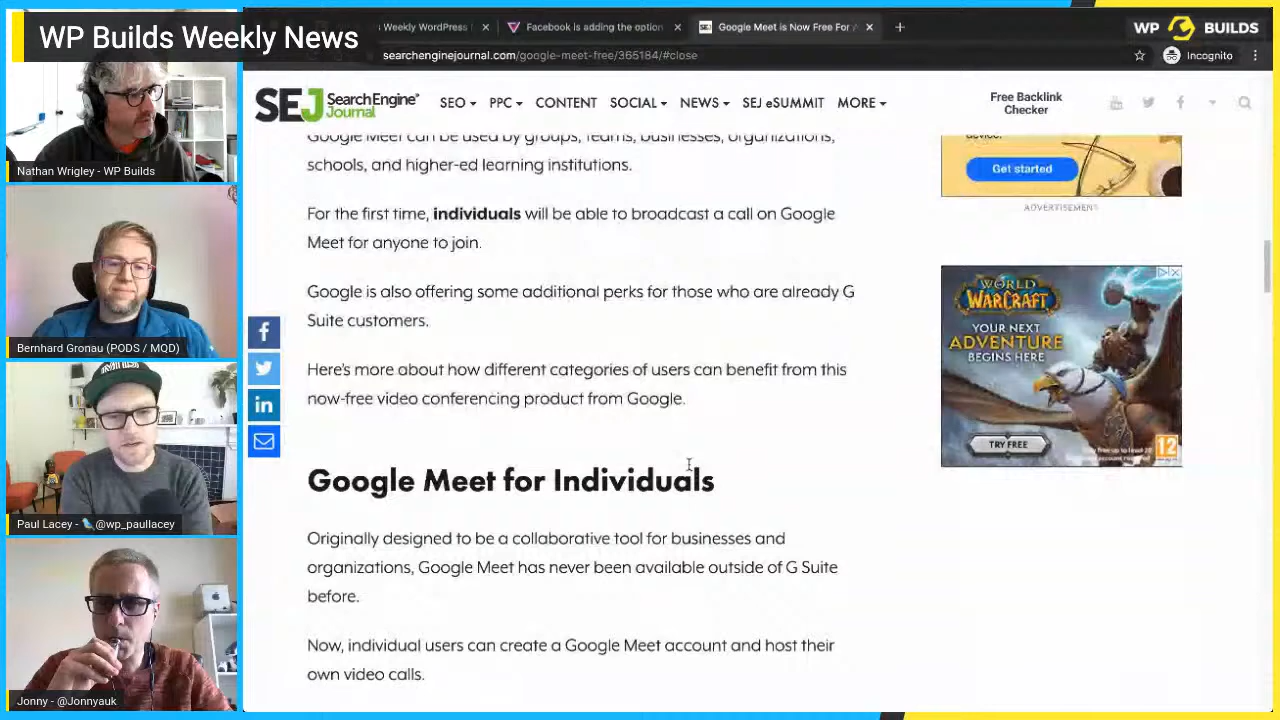 WP Builds Weekly News
Nathan Wrigley - WP Builds
Bernhard Gronau (PODS / MQD)
Paul Lacey - 🐦@wp_paullacey
Jonny - @Jonnyauk
Weekly WordPress
Facebook is adding the option
Google Meet is Now Free For
WP BUILDS
searchenginejournal.com/google-meet-free/365184/#close
Incognito
SEJ SearchEngine Journal
SEO PPC CONTENT SOCIAL NEWS SEJ eSUMMIT MORE
Free Backlink
Checker
Google Meet can be used by groups, teams, businesses, organizations,
schools, and higher-ed learning institutions.
For the first time, individuals will be able to broadcast a call on Google
Meet for anyone to join.
Google is also offering some additional perks for those who are already G
Suite customers.
Here's more about how different categories of users can benefit from this
now-free video conferencing product from Google.
Google Meet for Individuals
Originally designed to be a collaborative tool for businesses and
organizations, Google Meet has never been available outside of G Suite
before.
Now, individual users can create a Google Meet account and host their
own video calls.
advice.
Get started
ADVERTISEMENT
WORLD
OF
WARCRAFT
YOUR NEXT
ADVENTURE
BEGINS HERE
TRY FREE
12